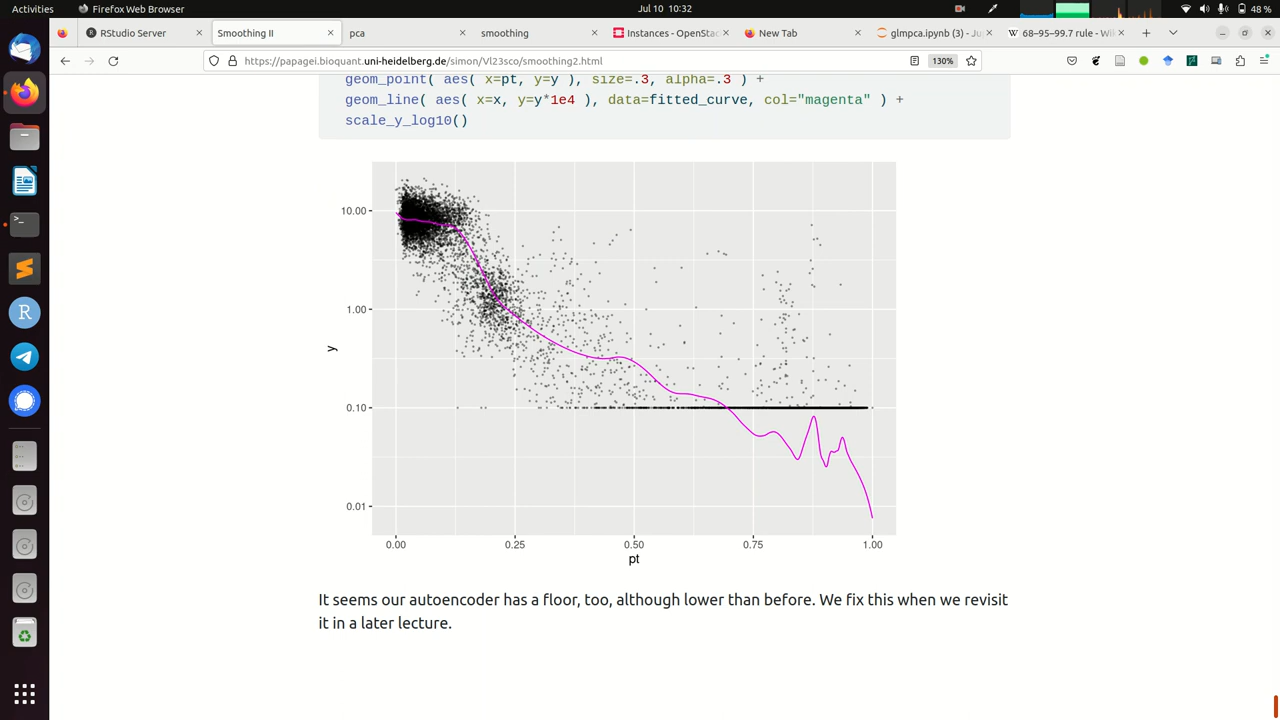 Activities Firefox Web Browser Jul 10 10:32 48 %
RStudio Server × Smoothing II × pca × smoothing × Instances - OpenStac × New Tab glmpca.ipynb (3) - Ju × 68–95–99.7 rule - Wi ×
https://papagei.bioquant.uni-heidelberg.de/simon/Vl23sco/smoothing2.html 130%
geom_point( aes( x=pt, y=y ), size=.3, alpha=.3 ) +
geom_line( aes( x=x, y=y*1e4 ), data=fitted_curve, col="magenta" ) +
scale_y_log10()
10.00
1.00
y
0.10
0.01
0.00 0.25 0.50 0.75 1.00
pt
It seems our autoencoder has a floor, too, although lower than before. We fix this when we revisit
it in a later lecture.